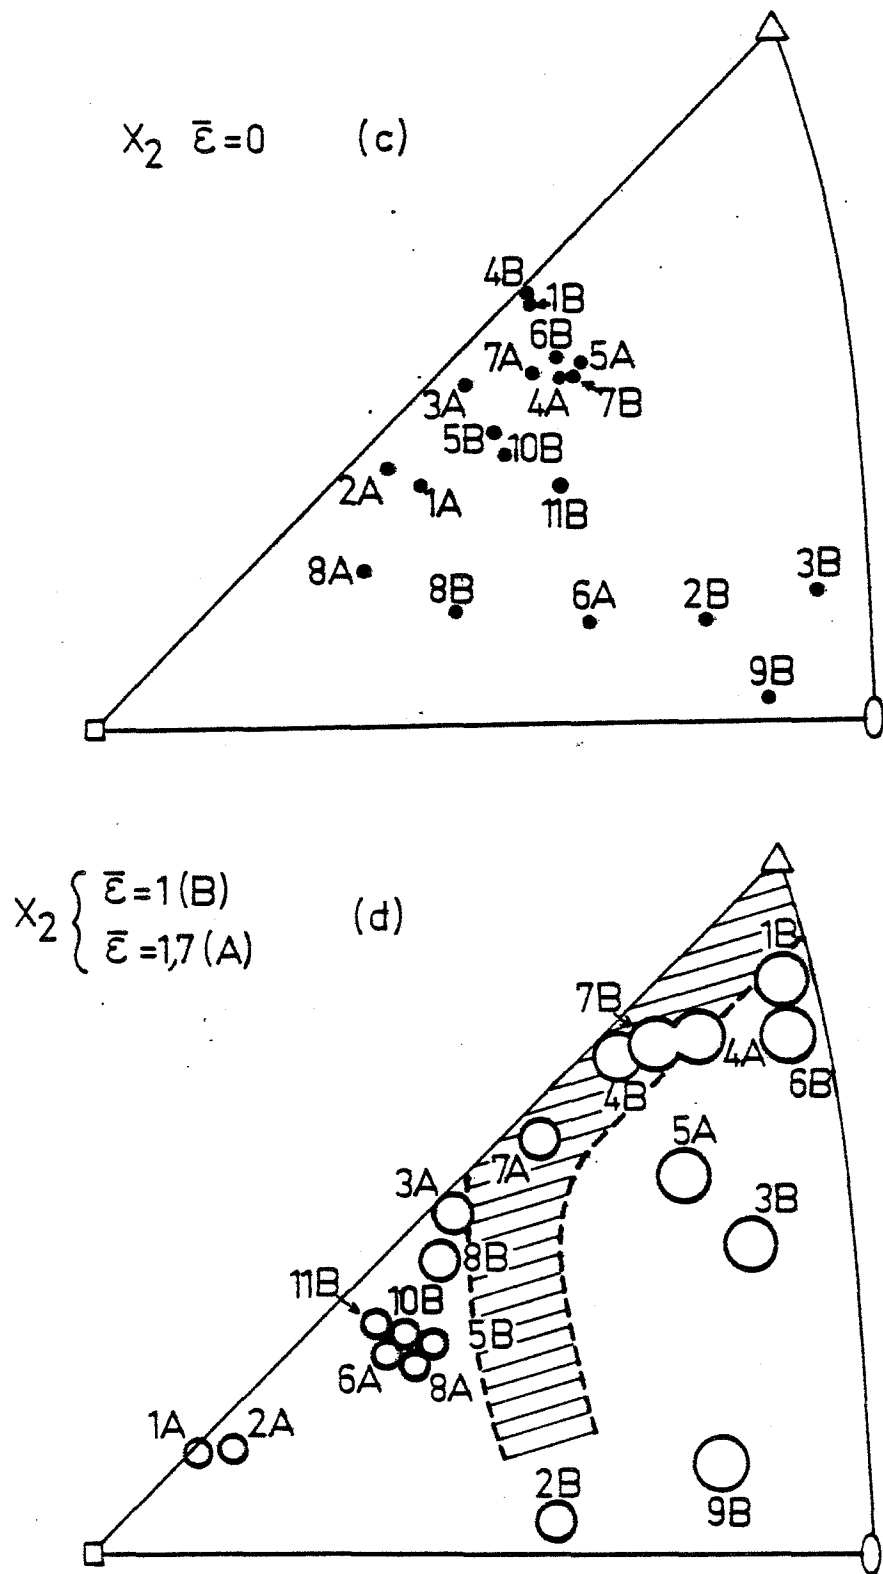 X₂ ε̄=0 (c)
4B
1B
6B
7A
5A
3A
4A
7B
5B
10B
2A
1A
11B
8A
8B
6A
2B
3B
9B
X₂ { ε̄=1 (B)
ε̄=1,7 (A)
(d)
1B
7B
4A
4B
6B
7A
5A
3A
3B
8B
11B
10B
5B
6A
8A
1A
2A
2B
9B